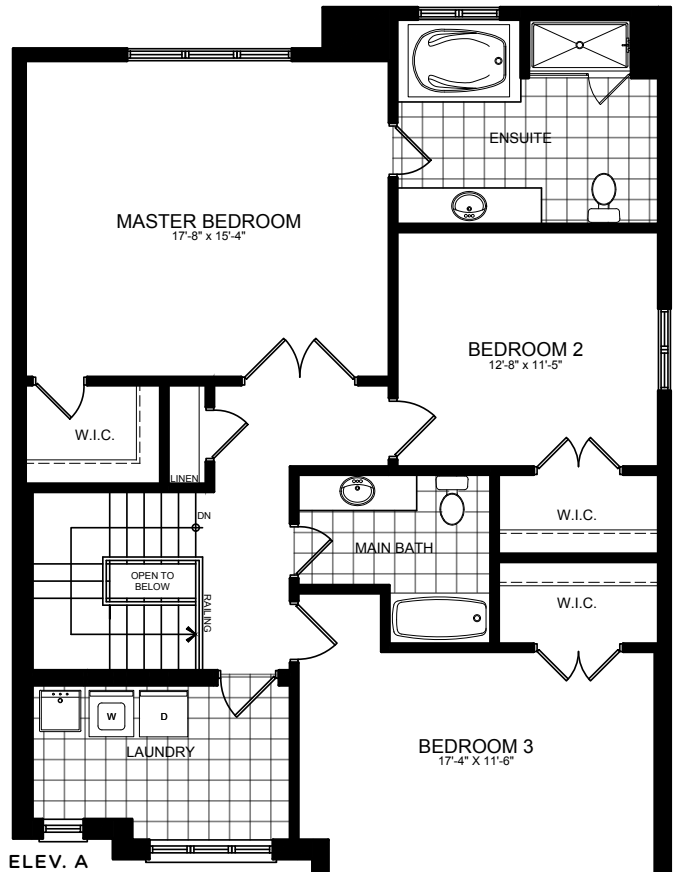 ENSUITE
MASTER BEDROOM
17'-8" x 15'-4"
BEDROOM 2
12'-8" x 11'-5"
W.I.C.
LINEN
DN
W.I.C.
MAIN BATH
OPEN TO
BELOW
RAILING
W.I.C.
W
D
LAUNDRY
BEDROOM 3
17'-4" X 11'-6"
ELEV. A